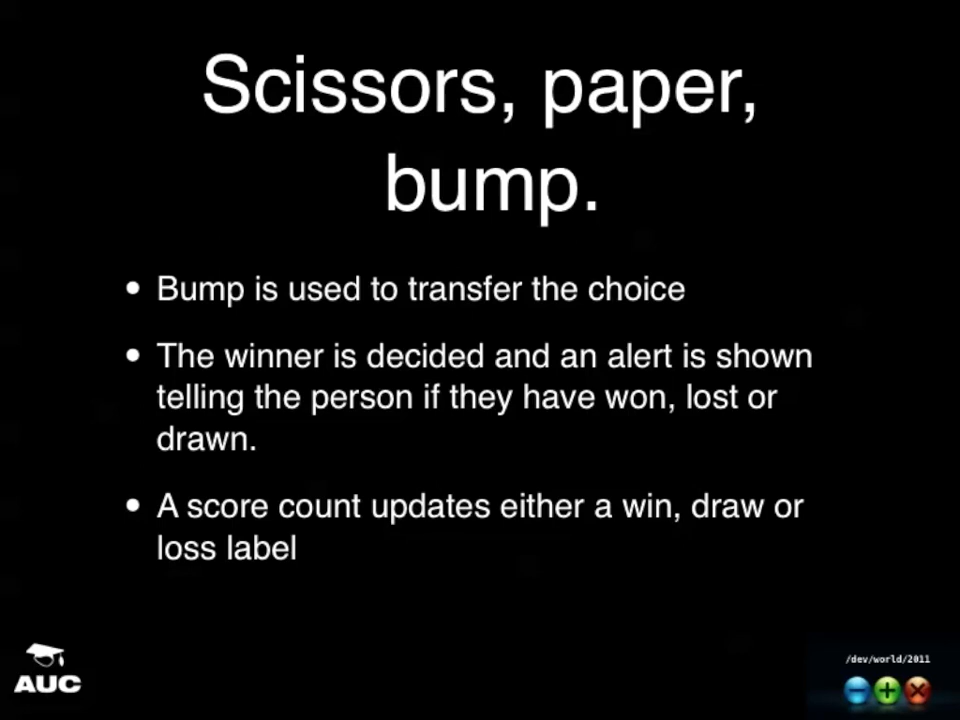 Scissors, paper,
bump.
• Bump is used to transfer the choice
• The winner is decided and an alert is shown
telling the person if they have won, lost or
drawn.
• A score count updates either a win, draw or
loss label
AUC
/dev/world/2011